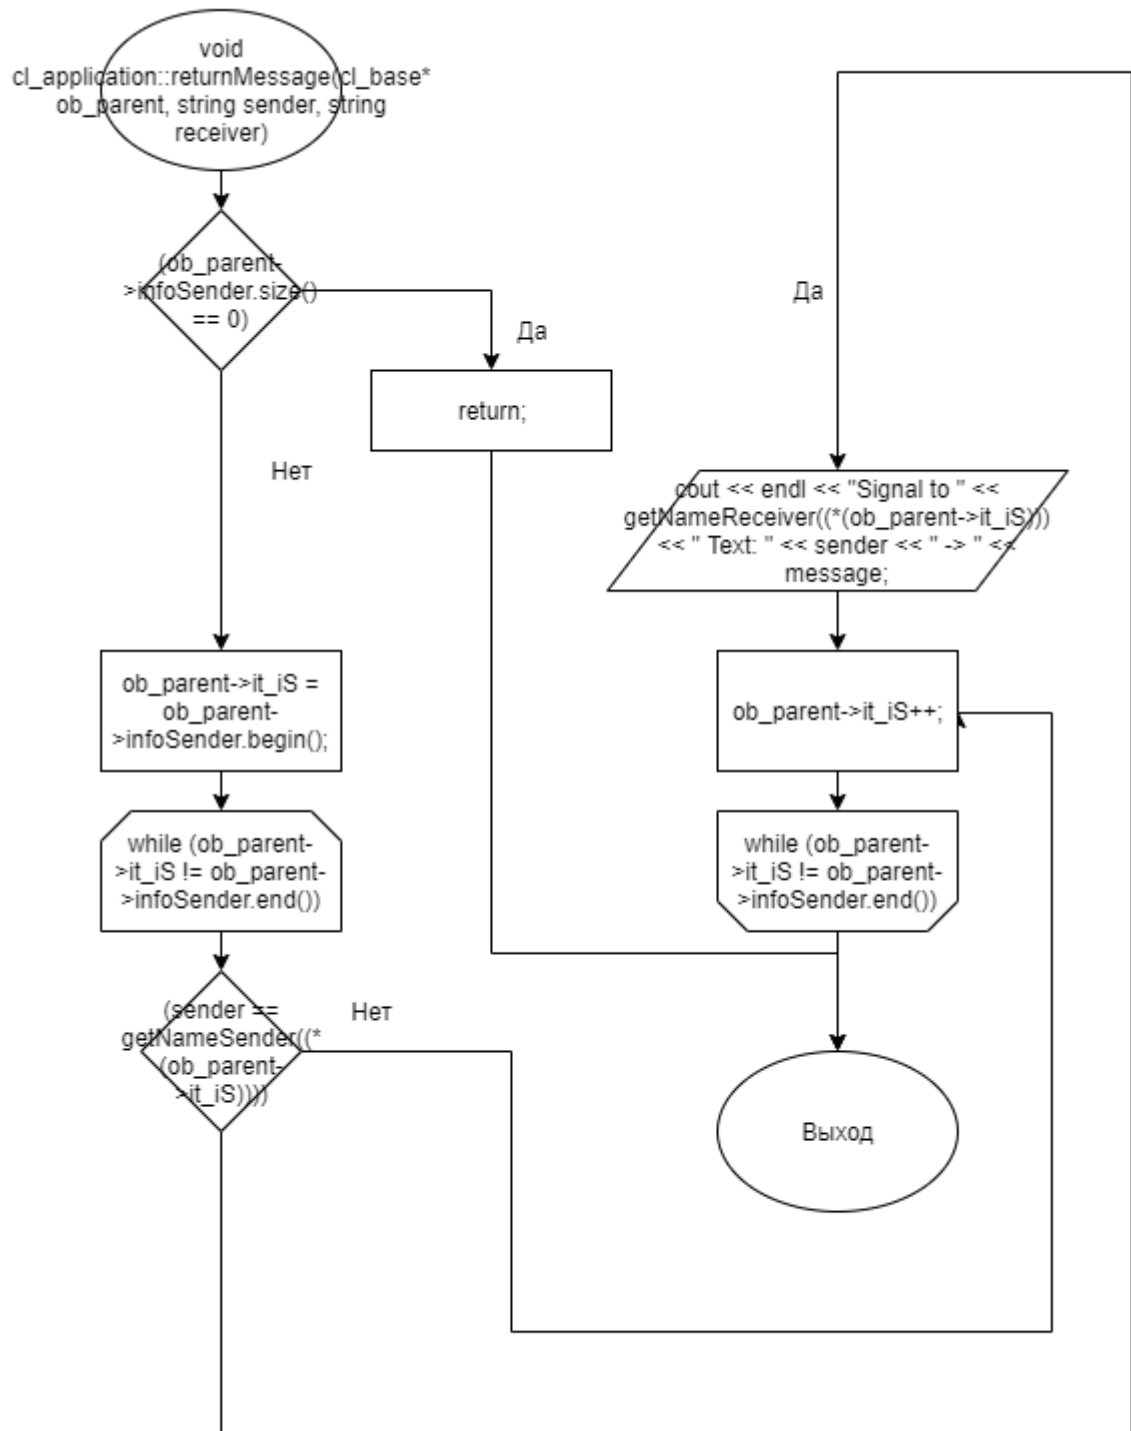 void
cl_application::returnMessage(cl_base*
ob_parent, string sender, string
receiver)
(ob_parent-
>infoSender.size()
== 0)
Да
return;
Нет
ob_parent->it_iS =
ob_parent-
>infoSender.begin();
while (ob_parent-
>it_iS != ob_parent-
>infoSender.end())
(sender ==
getNameSender((*
(ob_parent-
>it_iS))))
Нет
Да
cout << endl << "Signal to " <<
getNameReceiver((*(ob_parent->it_iS)))
<< " Text: " << sender << " -> " <<
message;
ob_parent->it_iS++;
while (ob_parent-
>it_iS != ob_parent-
>infoSender.end())
Выход